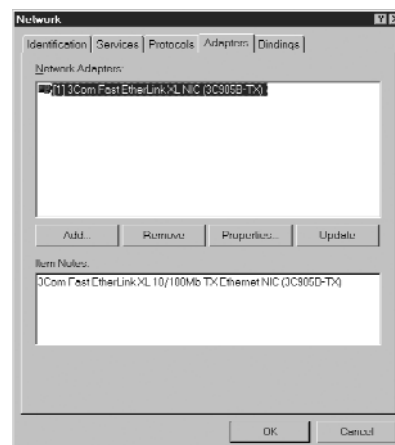 Network
Identification Services Protocols Adapters Bindings
Network Adapters:
[1] 3Com Fast EtherLink XL NIC (3C905B-TX)
Add... Remove Properties... Update
Item Notes:
3Com Fast EtherLink XL 10/100Mb TX Ethernet NIC (3C905B-TX)
OK Cancel